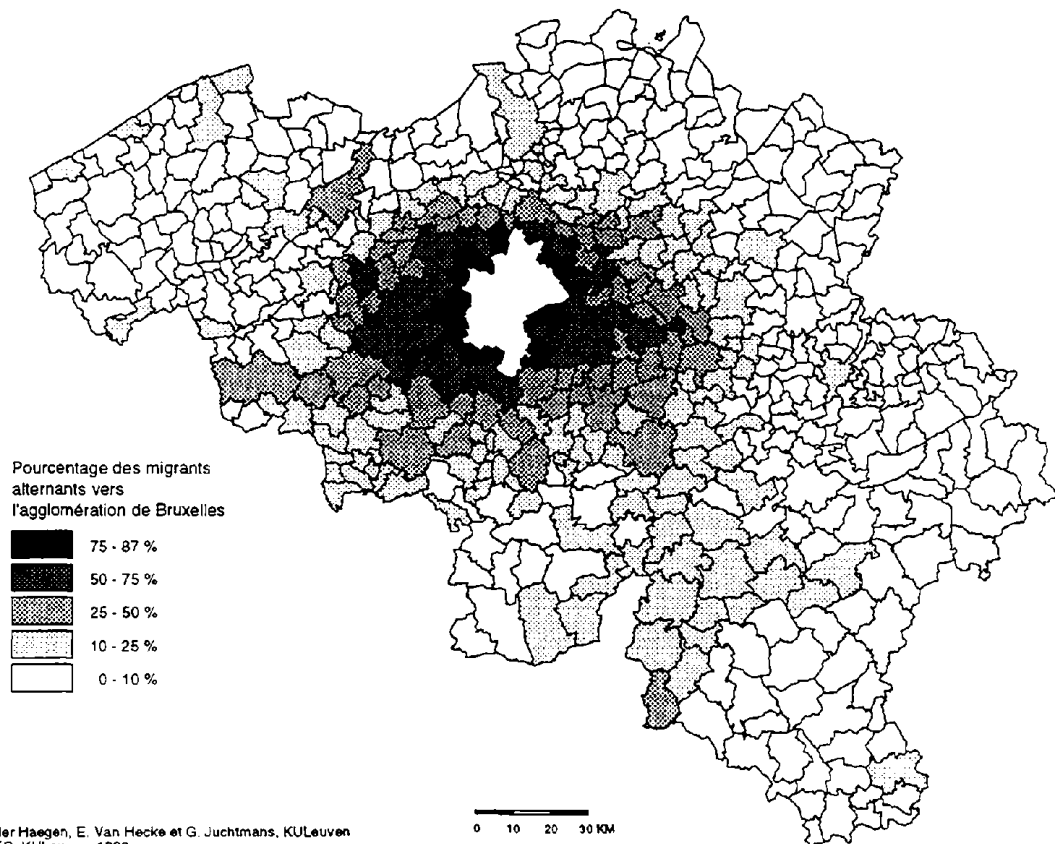 Pourcentage des migrants
alternants vers
l'agglomération de Bruxelles
75 - 87 %
50 - 75 %
25 - 50 %
10 - 25 %
0 - 10 %
0 10 20 30 KM
Haegen, E. Van Hecke et G. Juchtmans, KULeuven